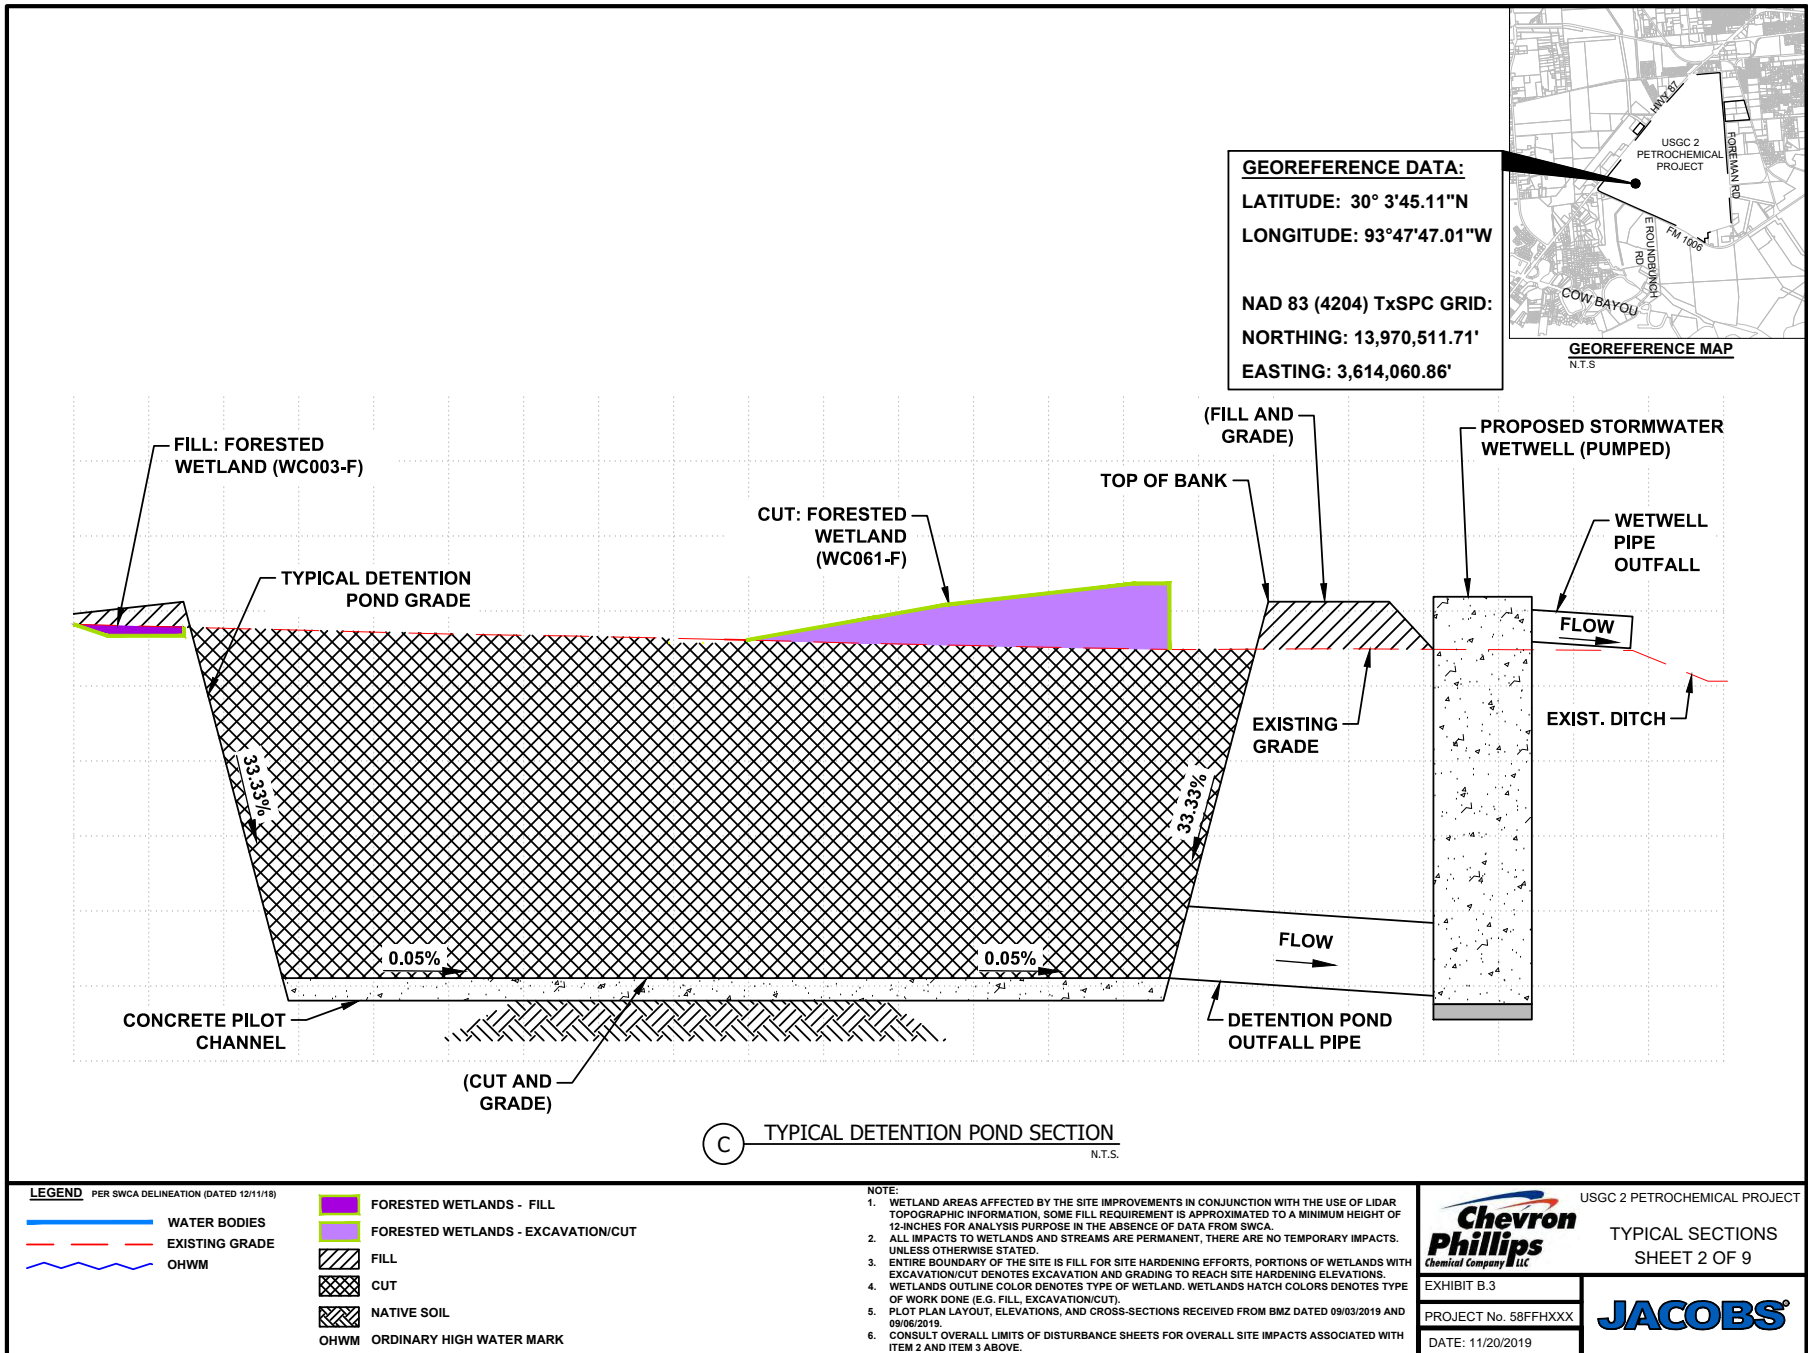 HWY 87
USGC 2
PETROCHEMICAL
PROJECT
FOREMAN RD
FM 1006
E ROUNDBUNCH
RD
COW BAYOU
GEOREFERENCE MAP
N.T.S
GEOREFERENCE DATA:
LATITUDE: 30° 3'45.11"N
LONGITUDE: 93°47'47.01"W
NAD 83 (4204) TxSPC GRID:
NORTHING: 13,970,511.71'
EASTING: 3,614,060.86'
FILL: FORESTED
WETLAND (WC003-F)
TYPICAL DETENTION
POND GRADE
CUT: FORESTED
WETLAND
(WC061-F)
TOP OF BANK
(FILL AND
GRADE)
PROPOSED STORMWATER
WETWELL (PUMPED)
WETWELL
PIPE
OUTFALL
FLOW
EXISTING
GRADE
EXIST. DITCH
33.33%
33.33%
0.05%
0.05%
FLOW
CONCRETE PILOT
CHANNEL
(CUT AND
GRADE)
DETENTION POND
OUTFALL PIPE
C
TYPICAL DETENTION POND SECTION
N.T.S.
LEGEND PER SWCA DELINEATION (DATED 12/11/18)
WATER BODIES
EXISTING GRADE
OHWM
FORESTED WETLANDS - FILL
FORESTED WETLANDS - EXCAVATION/CUT
FILL
CUT
NATIVE SOIL
OHWM ORDINARY HIGH WATER MARK
NOTE:
1. WETLAND AREAS AFFECTED BY THE SITE IMPROVEMENTS IN CONJUNCTION WITH THE USE OF LIDAR
TOPOGRAPHIC INFORMATION, SOME FILL REQUIREMENT IS APPROXIMATED TO A MINIMUM HEIGHT OF
12-INCHES FOR ANALYSIS PURPOSE IN THE ABSENCE OF DATA FROM SWCA.
2. ALL IMPACTS TO WETLANDS AND STREAMS ARE PERMANENT, THERE ARE NO TEMPORARY IMPACTS.
UNLESS OTHERWISE STATED.
3. ENTIRE BOUNDARY OF THE SITE IS FILL FOR SITE HARDENING EFFORTS, PORTIONS OF WETLANDS WITH
EXCAVATION/CUT DENOTES EXCAVATION AND GRADING TO REACH SITE HARDENING ELEVATIONS.
4. WETLANDS OUTLINE COLOR DENOTES TYPE OF WETLAND. WETLANDS HATCH COLORS DENOTES TYPE
OF WORK DONE (E.G. FILL, EXCAVATION/CUT).
5. PLOT PLAN LAYOUT, ELEVATIONS, AND CROSS-SECTIONS RECEIVED FROM BMZ DATED 09/03/2019 AND
09/06/2019.
6. CONSULT OVERALL LIMITS OF DISTURBANCE SHEETS FOR OVERALL SITE IMPACTS ASSOCIATED WITH
ITEM 2 AND ITEM 3 ABOVE.
Chevron
Phillips
Chemical Company LLC
USGC 2 PETROCHEMICAL PROJECT
TYPICAL SECTIONS
SHEET 2 OF 9
EXHIBIT B.3
PROJECT No. 58FFHXXX
DATE: 11/20/2019
JACOBS